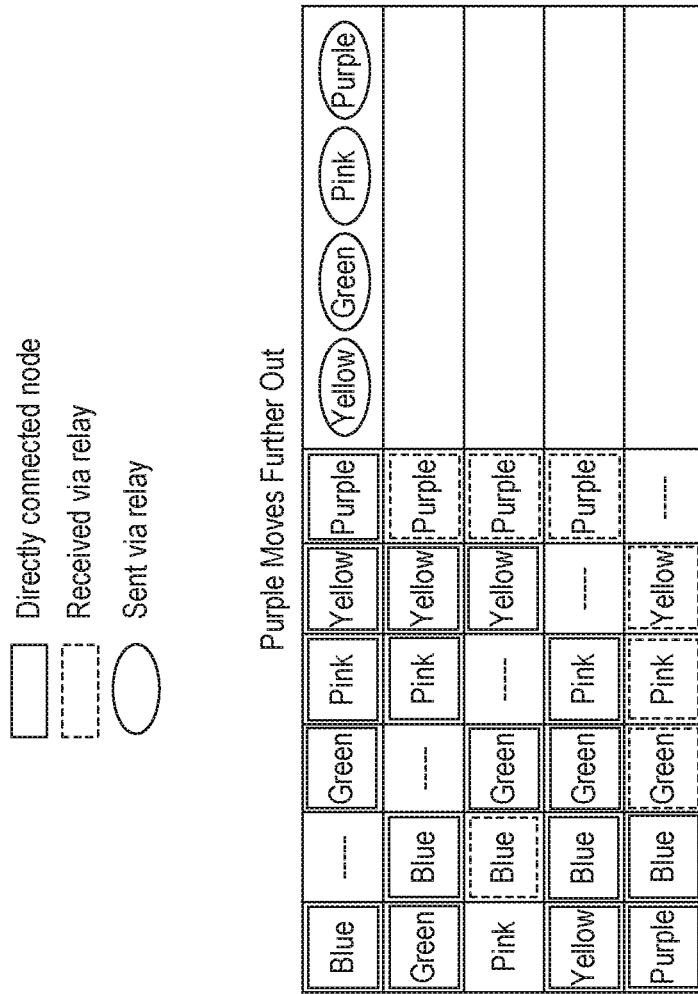 Directly connected node
Received via relay
Sent via relay
Purple Moves Further Out
Blue ----- Green Pink Yellow Purple Yellow Green Pink Purple
Green Blue ----- Pink Yellow Purple
Pink Blue Green ----- Yellow Purple
Yellow Blue Green Pink ----- Purple
Purple Blue Green Pink Yellow -----